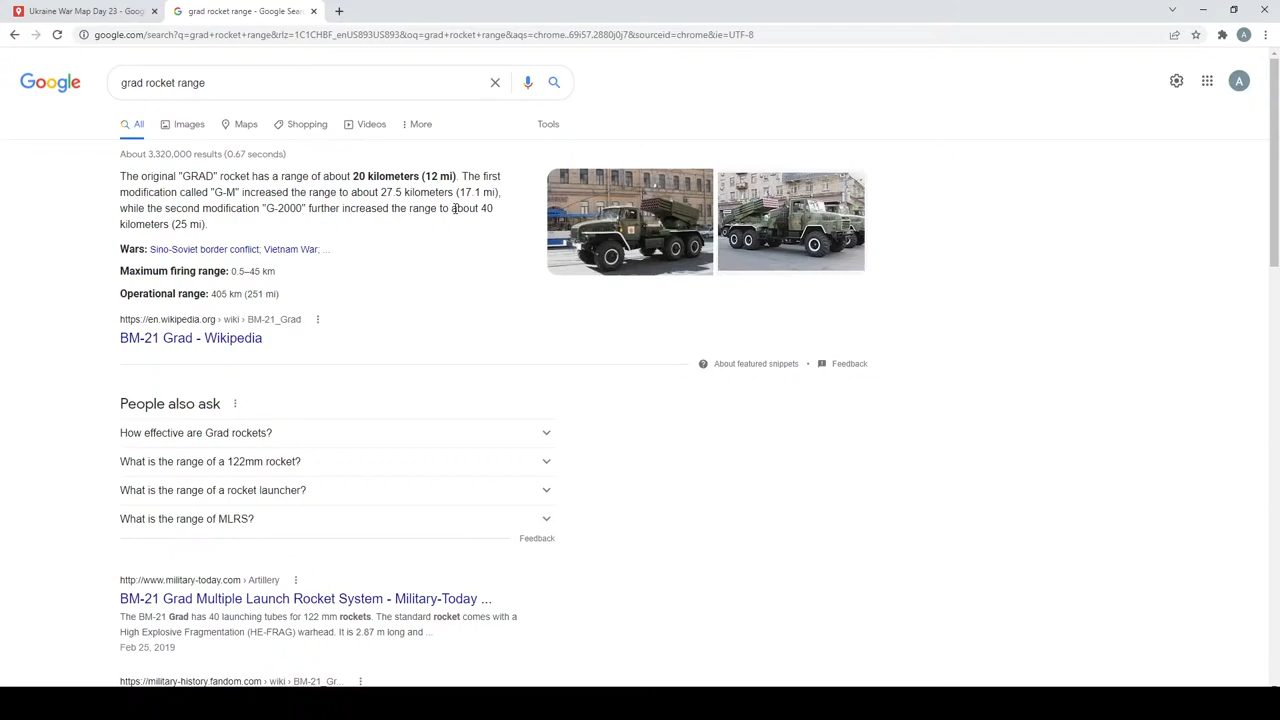 Ukraine War Map Day 23 - Google
grad rocket range - Google Sea
google.com/search?q=grad+rocket+range&rlz=1C1CHBF_enUS893US893&oq=grad+rocket+range&aqs=chrome..69i57.2880j0j7&sourceid=chrome&ie=UTF-8
A
Google
grad rocket range
A
All
Images
Maps
Shopping
Videos
More
Tools
About 3,320,000 results (0.67 seconds)
The original "GRAD" rocket has a range of about 20 kilometers (12 mi). The first
modification called "G-M" increased the range to about 27.5 kilometers (17.1 mi),
while the second modification "G-2000" further increased the range to about 40
kilometers (25 mi).
Wars: Sino-Soviet border conflict; Vietnam War; ...
Maximum firing range: 0.5–45 km
Operational range: 405 km (251 mi)
https://en.wikipedia.org › wiki › BM-21_Grad
BM-21 Grad - Wikipedia
About featured snippets • Feedback
People also ask
How effective are Grad rockets?
What is the range of a 122mm rocket?
What is the range of a rocket launcher?
What is the range of MLRS?
Feedback
http://www.military-today.com › Artillery
BM-21 Grad Multiple Launch Rocket System - Military-Today ...
The BM-21 Grad has 40 launching tubes for 122 mm rockets. The standard rocket comes with a
High Explosive Fragmentation (HE-FRAG) warhead. It is 2.87 m long and ...
Feb 25, 2019
https://military-history.fandom.com › wiki › BM-21_Gr...